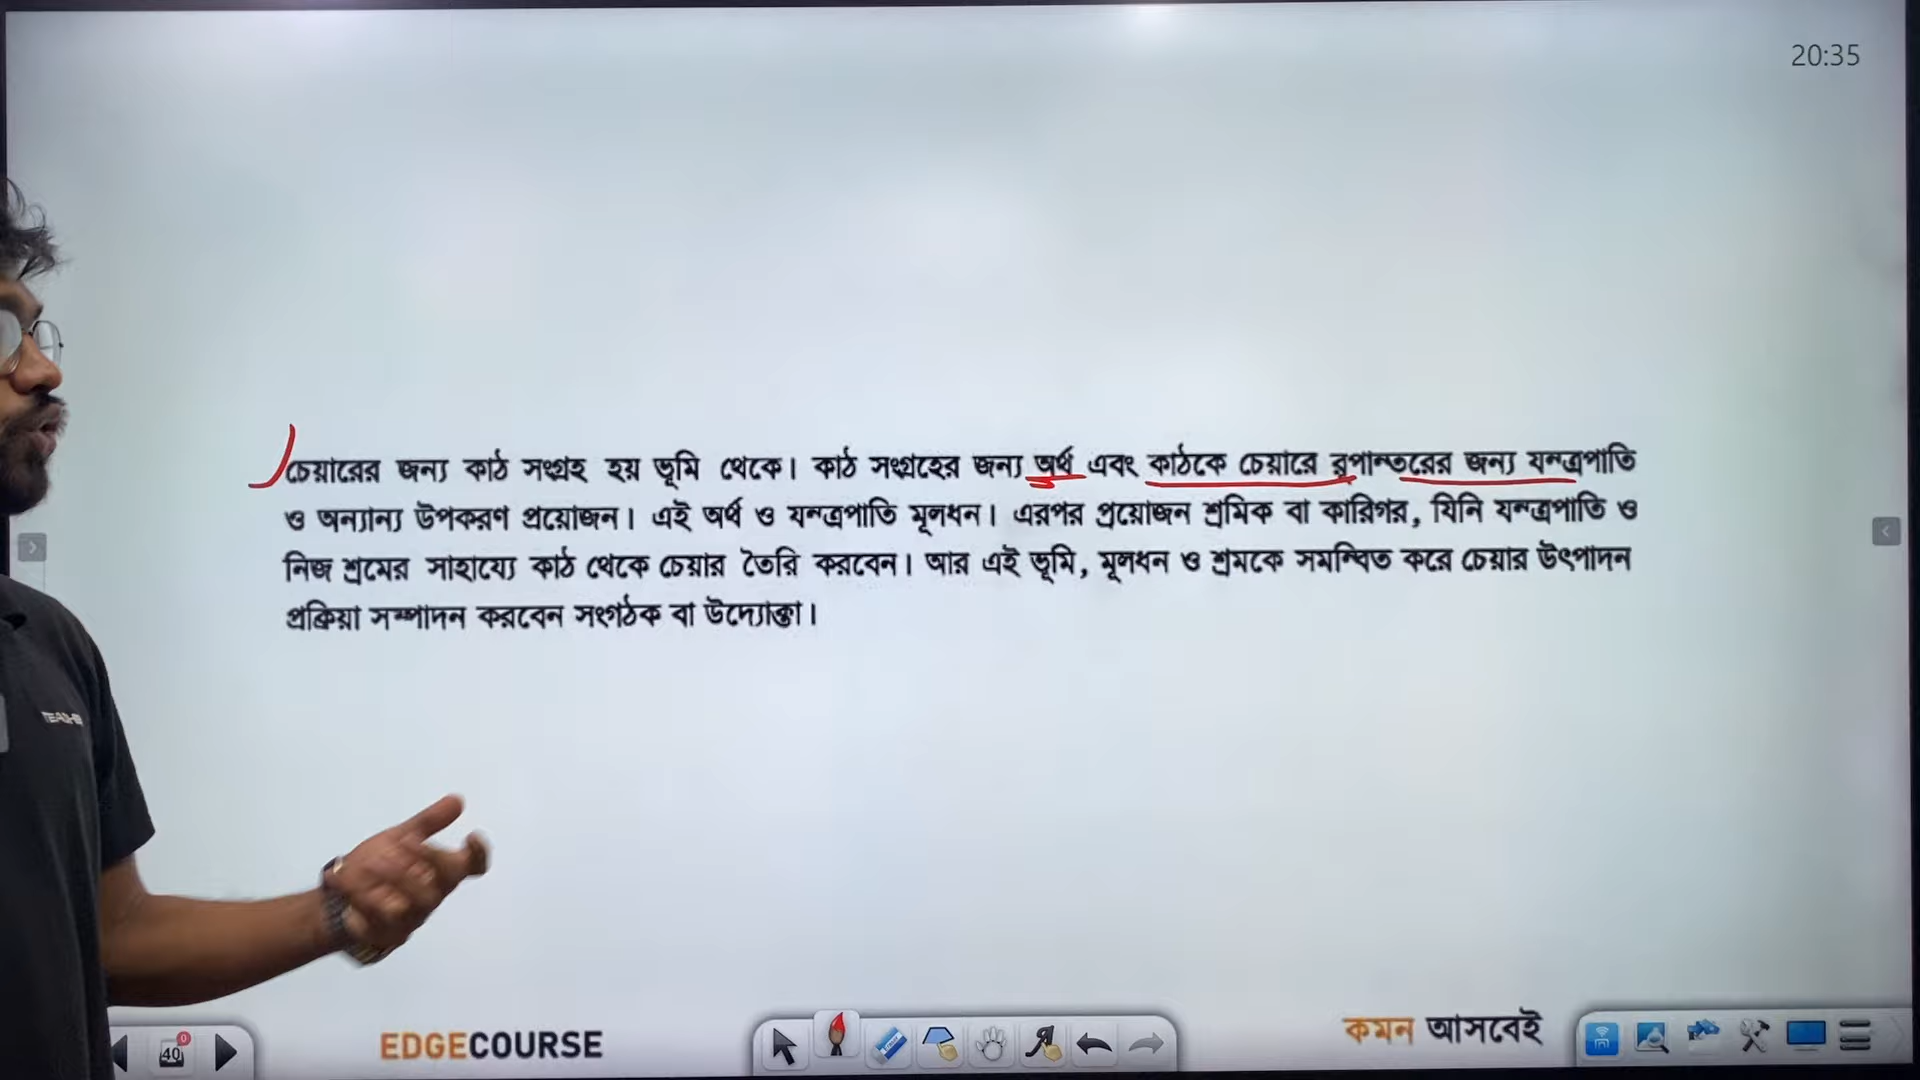 20:35
চেয়ারের জন্য কাঠ সংগ্রহ হয় ভূমি থেকে। কাঠ সংগ্রহের জন্য অর্থ এবং কাঠকে চেয়ারে রূপান্তরের জন্য যন্ত্রপাতি
ও অন্যান্য উপকরণ প্রয়োজন। এই অর্থ ও যন্ত্রপাতি মূলধন। এরপর প্রয়োজন শ্রমিক বা কারিগর, যিনি যন্ত্রপাতি ও
নিজ শ্রমের সাহায্যে কাঠ থেকে চেয়ার তৈরি করবেন। আর এই ভূমি, মূলধন ও শ্রমকে সমন্বিত করে চেয়ার উৎপাদন
প্রক্রিয়া সম্পাদন করবেন সংগঠক বা উদ্যোক্তা।
40
0
EDGECOURSE
কমন আসবেই